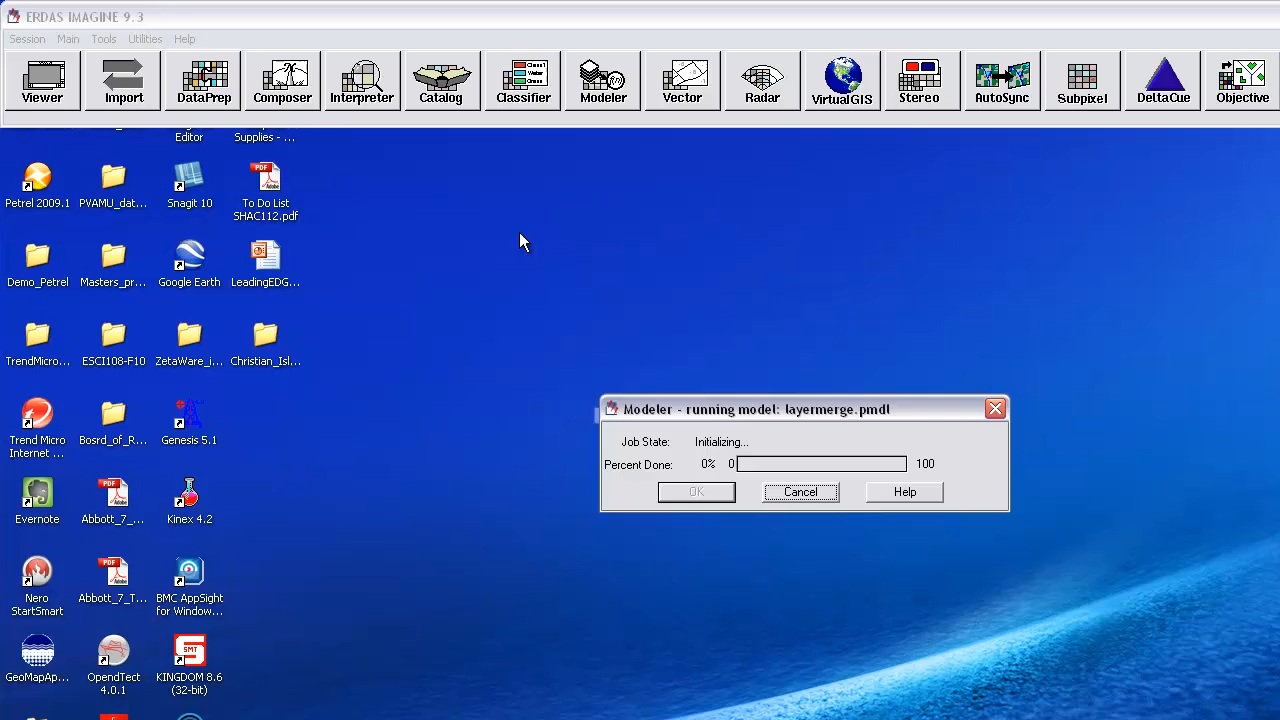 ERDAS IMAGINE 9.3
Session Main Tools Utilities Help
Viewer Import DataPrep Composer Interpreter Catalog Classifier Modeler Vector Radar VirtualGIS Stereo AutoSync Subpixel DeltaCue Objective
Class1
Water
Grass
Editor
Supplies - ...
Petrel 2009.1
PVAMU_dat...
Snagit 10
To Do List
SHAC112.pdf
Demo_Petrel
Masters_pr...
Google Earth
LeadingEDG...
TrendMicro...
ESCI108-F10
ZetaWare_i...
Christian_Isl...
Trend Micro
Internet ...
Bosrd_of_R...
Genesis 5.1
Evernote
Abbott_7_...
Kinex 4.2
Nero
StartSmart
Abbott_7_T...
BMC AppSight
for Window...
GeoMapAp...
OpendTect
4.0.1
KINGDOM 8.6
(32-bit)
Modeler - running model: layermerge.pmdl
Job State: Initializing...
Percent Done: 0% 0 100
OK Cancel Help